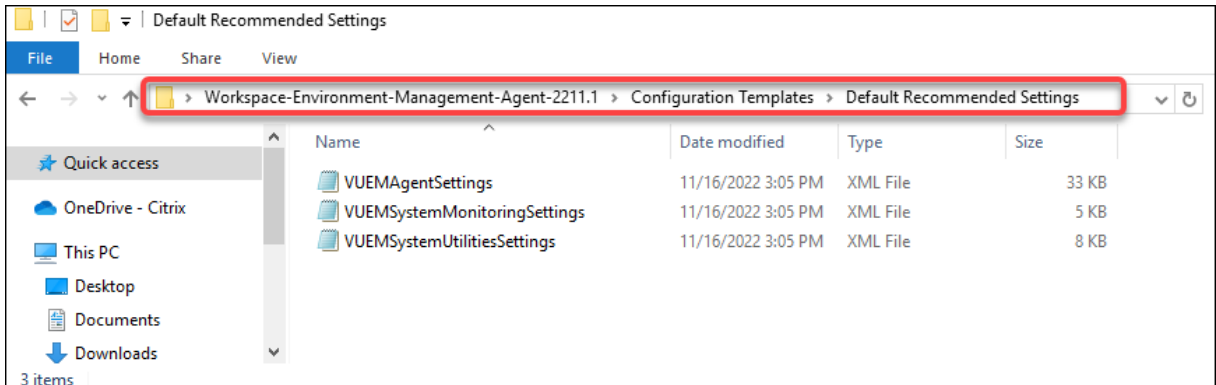 Default Recommended Settings
File Home Share View
Workspace-Environment-Management-Agent-2211.1 > Configuration Templates > Default Recommended Settings
Name Date modified Type Size
Quick access
VUEMAgentSettings 11/16/2022 3:05 PM XML File 33 KB
OneDrive - Citrix
VUEMSystemMonitoringSettings 11/16/2022 3:05 PM XML File 5 KB
VUEMSystemUtilitiesSettings 11/16/2022 3:05 PM XML File 8 KB
This PC
Desktop
Documents
Downloads
3 items